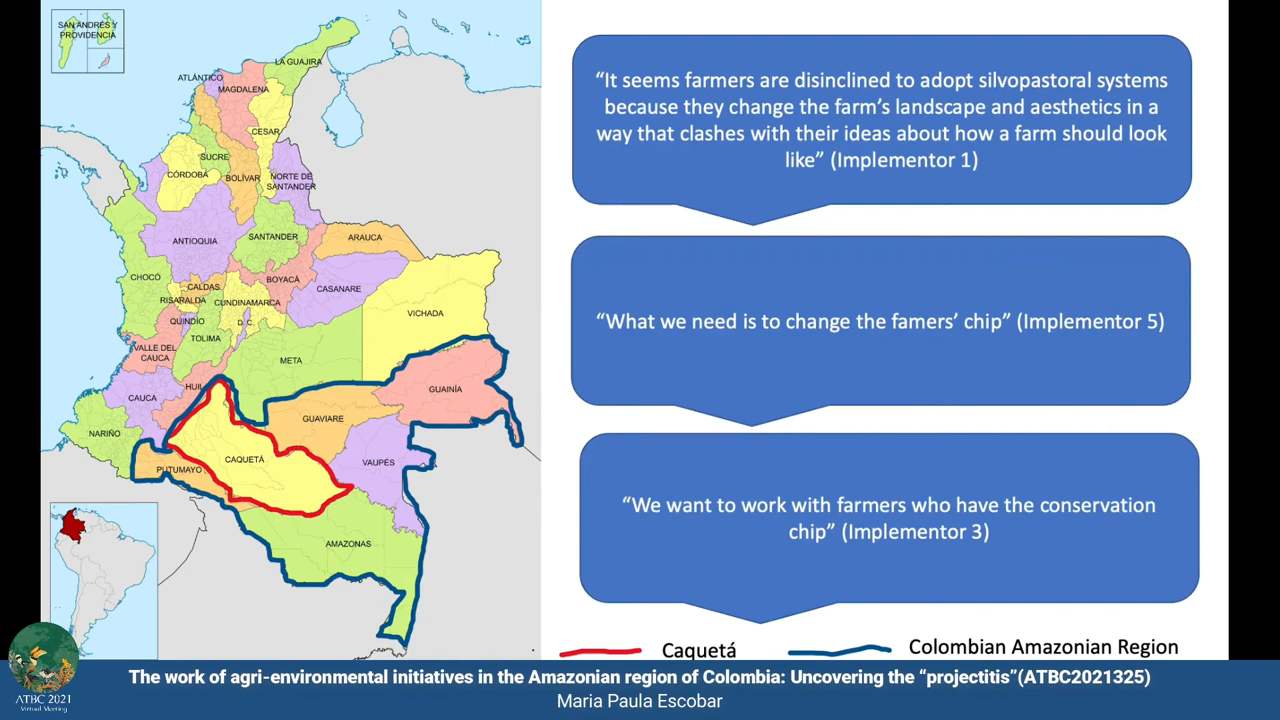 SAN ANDRÉS Y
PROVIDENCIA
LA GUAJIRA
ATLÁNTICO
MAGDALENA
CESAR
SUCRE
CÓRDOBA
BOLÍVAR
NORTE DE
SANTANDER
ANTIOQUIA
SANTANDER
ARAUCA
CHOCÓ
BOYACÁ
CALDAS
CASANARE
RISARALDA
CUNDINAMARCA
VICHADA
QUINDÍO
D. C.
TOLIMA
VALLE DEL
CAUCA
META
HUIL
CAUCA
GUAINÍA
GUAVIARE
NARIÑO
CAQUETÁ
VAUPÉS
PUTUMAYO
AMAZONAS
“It seems farmers are disinclined to adopt silvopastoral systems
because they change the farm’s landscape and aesthetics in a
way that clashes with their ideas about how a farm should look
like” (Implementor 1)
“What we need is to change the famers’ chip” (Implementor 5)
“We want to work with farmers who have the conservation
chip” (Implementor 3)
Caquetá
Colombian Amazonian Region
ATBC 2021
Virtual Meeting
The work of agri-environmental initiatives in the Amazonian region of Colombia: Uncovering the “projectitis”(ATBC2021325)
Maria Paula Escobar